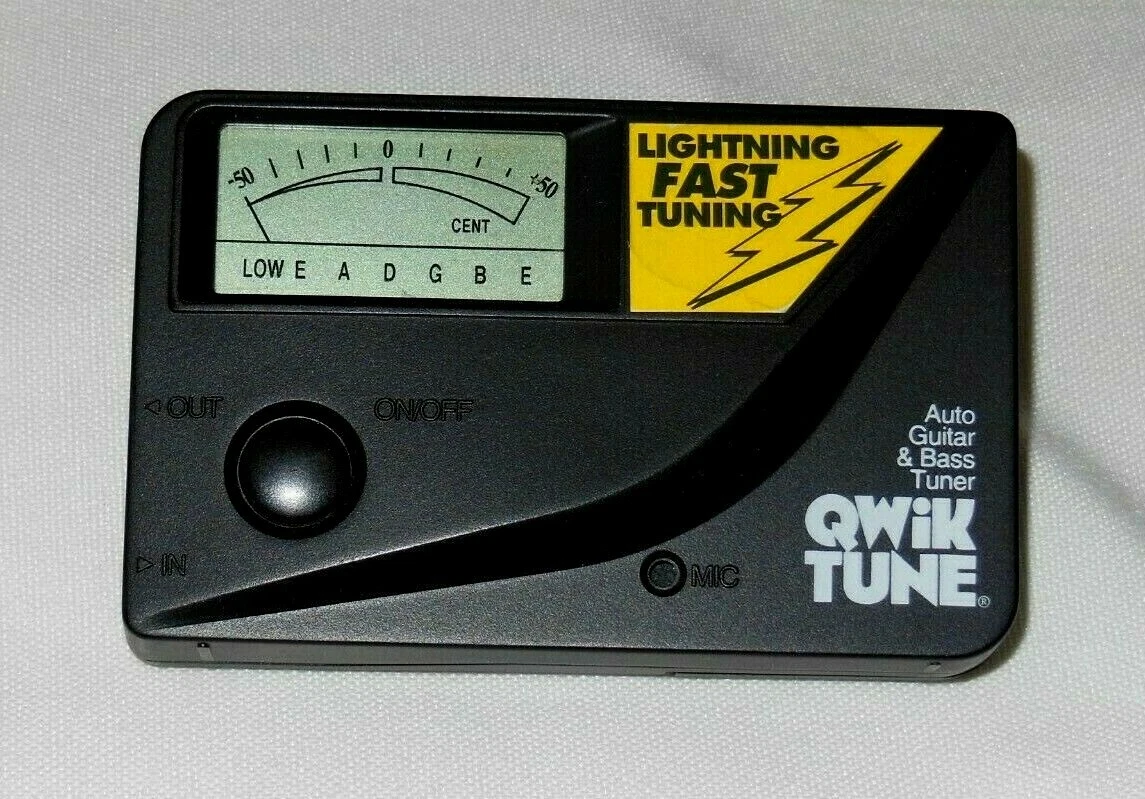 -50 0 +50
CENT
LOW E A D G B E
LIGHTNING
FAST
TUNING
OUT
ON/OFF
IN
MIC
Auto
Guitar
& Bass
Tuner
QWiK
TUNE®